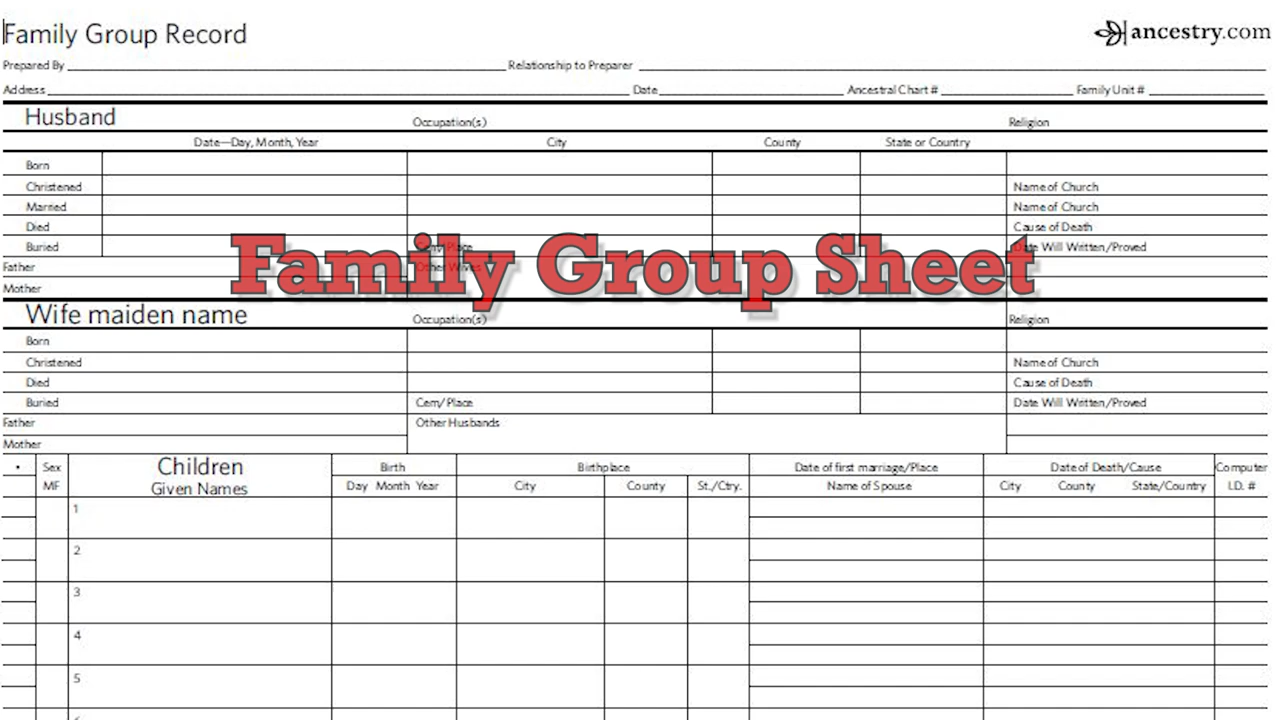 Family Group Record
ancestry.com
Prepared By Relationship to Preparer
Address Date Ancestral Chart # Family Unit #
Husband Occupation(s) Religion
Date—Day, Month, Year City County State or Country
Born
Christened Name of Church
Married Name of Church
Died Cause of Death
Buried Cem/Place Date Will Written/Proved
Family Group Sheet
Father Other Wives
Mother
Wife maiden name Occupation(s) Religion
Born
Christened Name of Church
Died Cause of Death
Buried Cem/Place Date Will Written/Proved
Father Other Husbands
Mother
• Sex Children Birth Birthplace Date of first marriage/Place Date of Death/Cause Computer
MF Given Names Day Month Year City County St./Ctry. Name of Spouse City County State/Country I.D. #
1
2
3
4
5